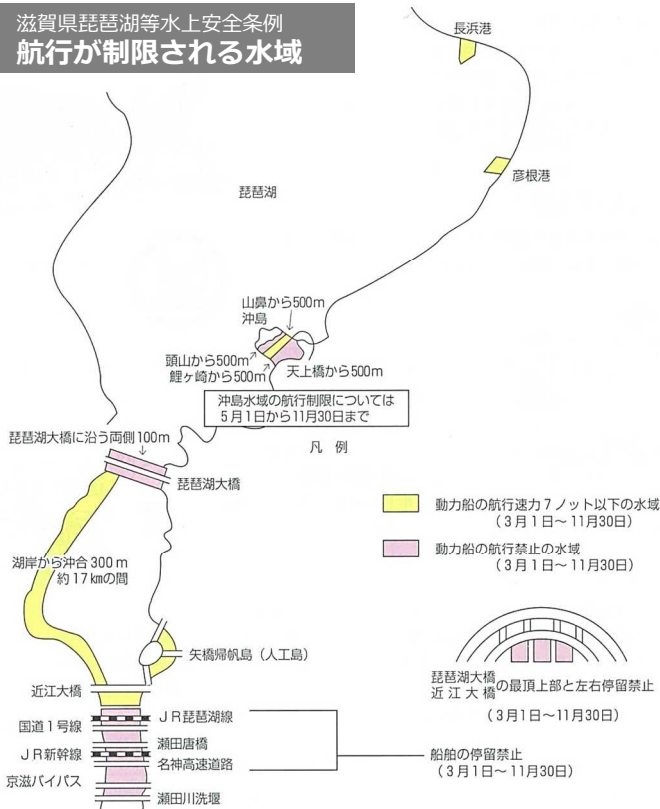 滋賀県琵琶湖等水上安全条例
航行が制限される水域
長浜港
彦根港
琵琶湖
山鼻から500m
沖島
頭山から500m
鯉ヶ崎から500m
天上橋から500m
沖島水域の航行制限については
5月1日から11月30日まで
琵琶湖大橋に沿う両側100m
凡 例
琵琶湖大橋
動力船の航行速力7ノット以下の水域
(3月1日～11月30日)
動力船の航行禁止の水域
(3月1日～11月30日)
湖岸から沖合300m
約17㎞の間
矢橋帰帆島(人工島)
琵琶湖大橋
近江大橋
の最頂上部と左右停留禁止
(3月1日～11月30日)
近江大橋
JR琵琶湖線
国道1号線
瀬田唐橋
JR新幹線
名神高速道路
船舶の停留禁止
(3月1日～11月30日)
京滋バイパス
瀬田川洗堰